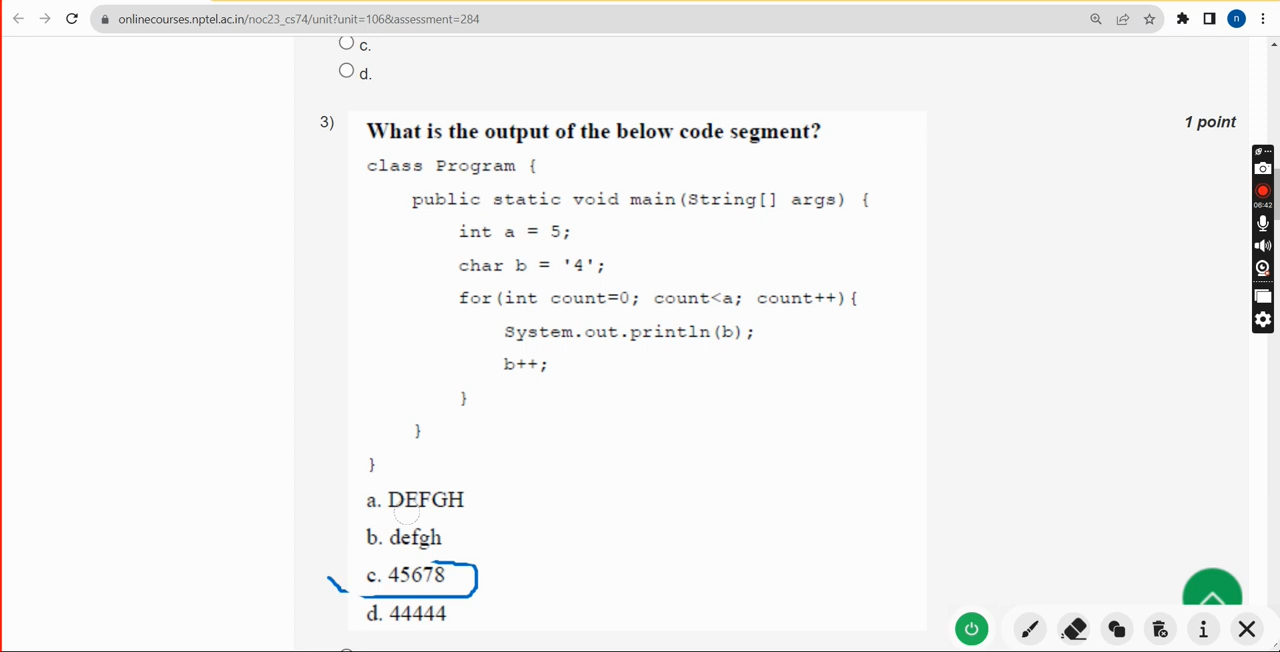 onlinecourses.nptel.ac.in/noc23_cs74/unit?unit=106&assessment=284
n
c.
d.
3)
1 point
What is the output of the below code segment?
class Program {
public static void main(String[] args) {
int a = 5;
char b = '4';
for(int count=0; count<a; count++){
System.out.println(b);
b++;
}
}
}
a. DEFGH
b. defgh
c. 45678
d. 44444
06:42